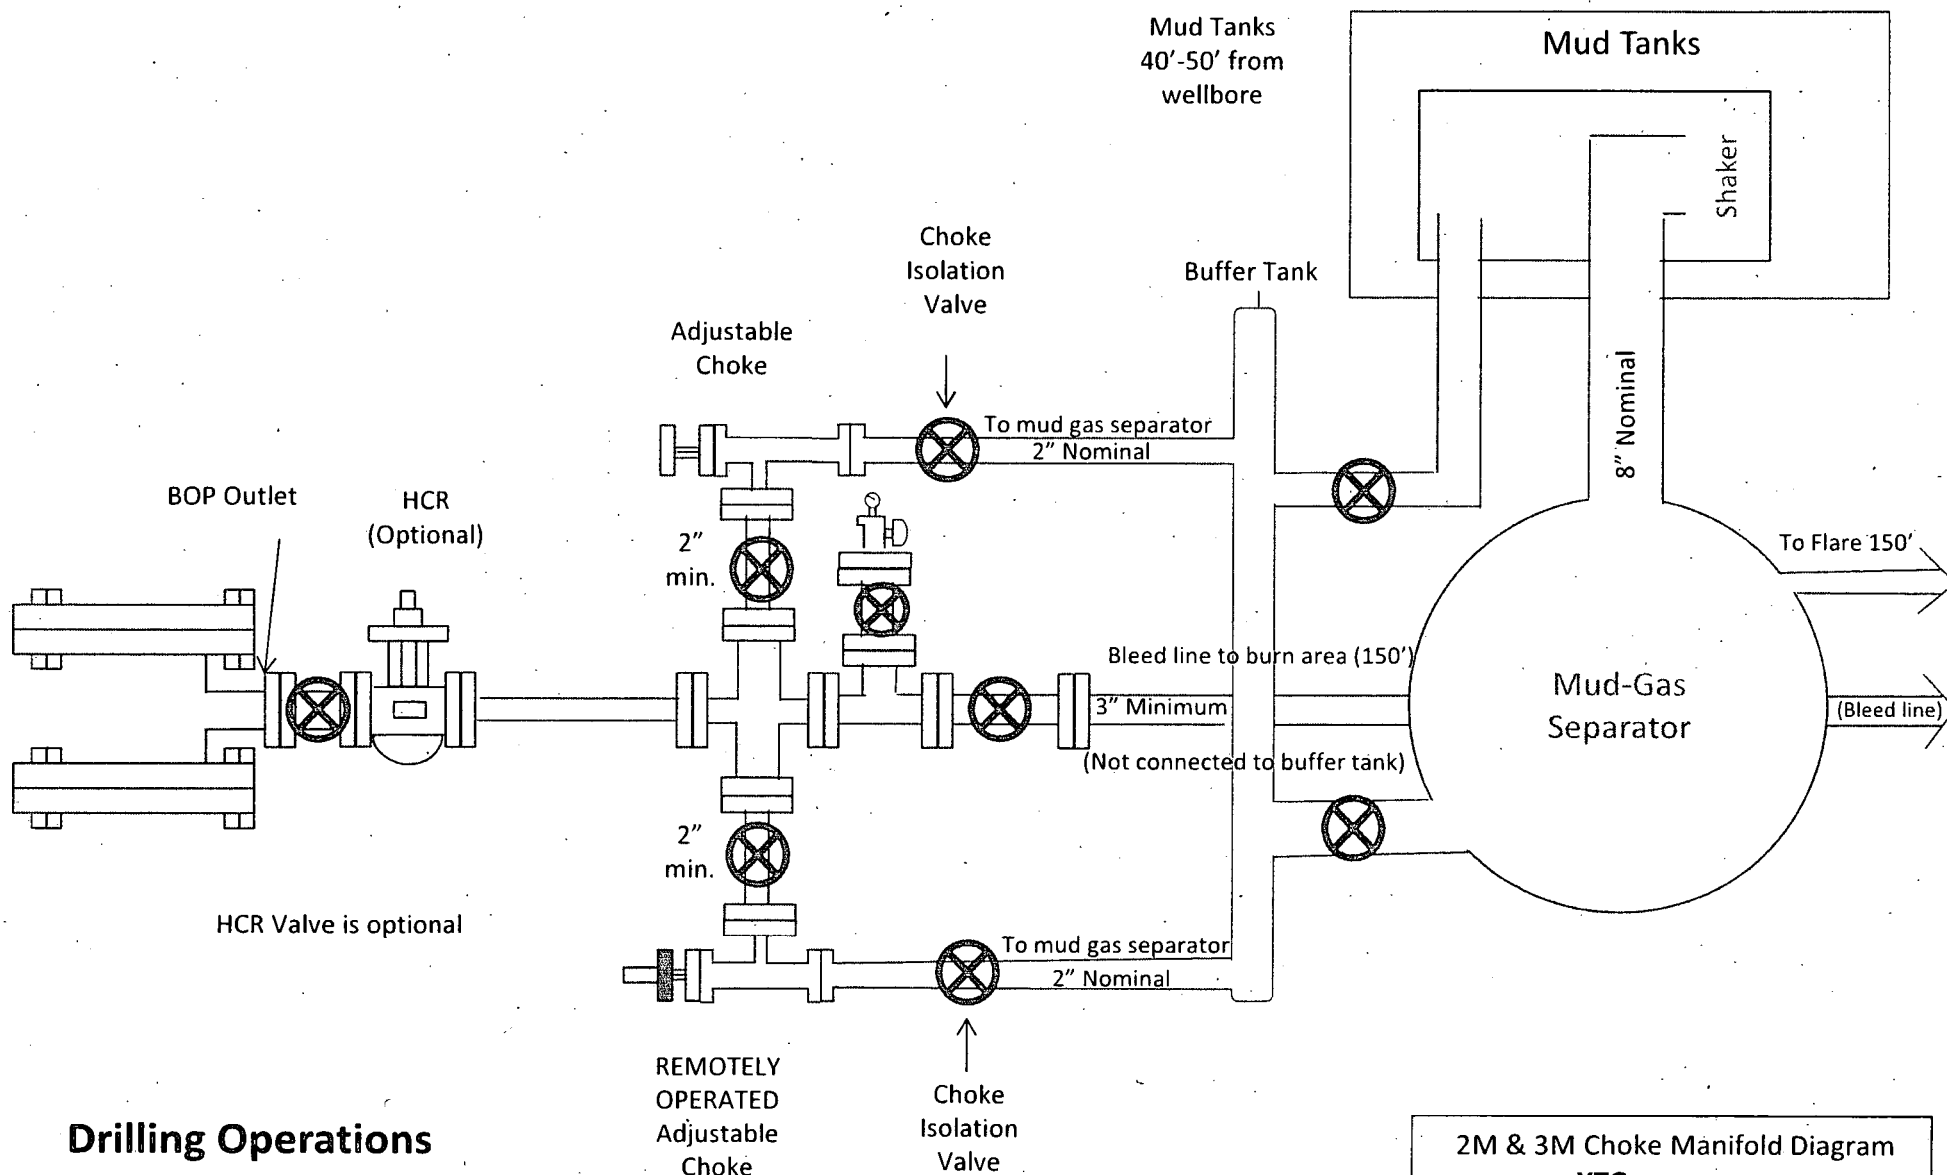 Mud Tanks
40'-50' from
wellbore
Mud Tanks
Shaker
Choke
Isolation
Valve
Buffer Tank
Adjustable
Choke
8" Nominal
To mud gas separator
2" Nominal
BOP Outlet
HCR
(Optional)
2"
min.
To Flare 150'
Bleed line to burn area (150')
3" Minimum
(Not connected to buffer tank)
Mud-Gas
Separator
(Bleed line)
2"
min.
HCR Valve is optional
To mud gas separator
2" Nominal
REMOTELY
OPERATED
Adjustable
Choke
Choke
Isolation
Valve
Drilling Operations
2M & 3M Choke Manifold Diagram